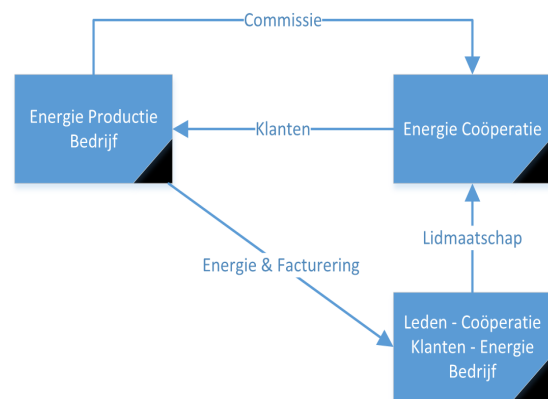 Commissie
Energie Productie
Bedrijf
Klanten
Energie Coöperatie
Lidmaatschap
Energie & Facturering
Leden - Coöperatie
Klanten - Energie
Bedrijf